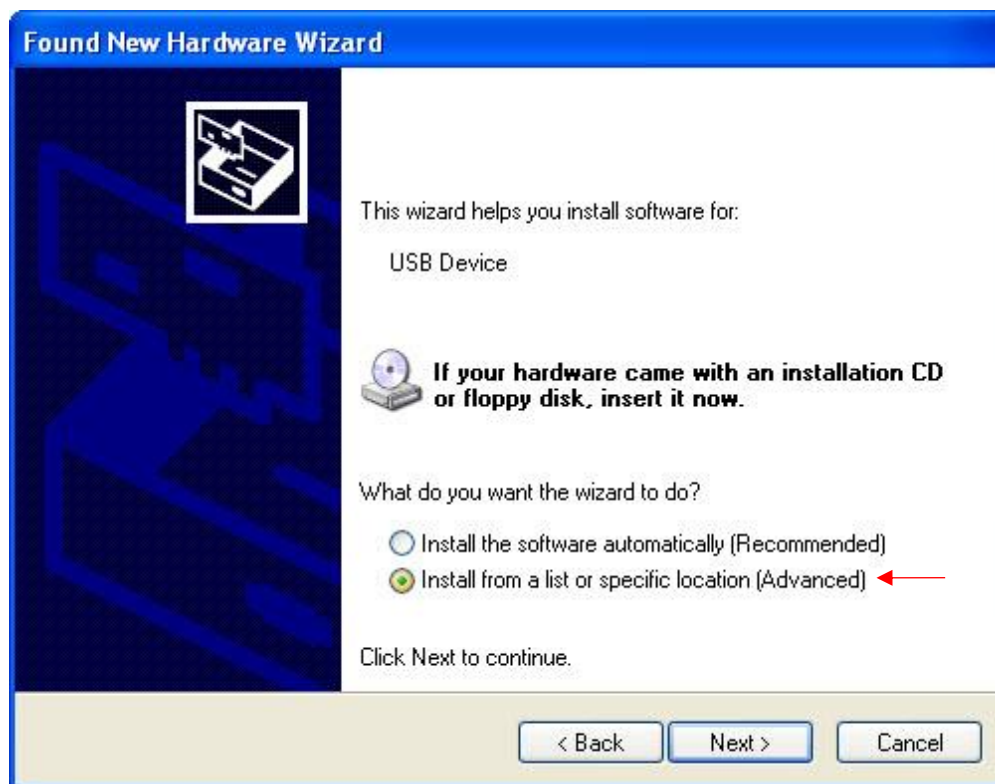 Found New Hardware Wizard
This wizard helps you install software for:
USB Device
If your hardware came with an installation CD
or floppy disk, insert it now.
What do you want the wizard to do?
Install the software automatically (Recommended)
Install from a list or specific location (Advanced)
Click Next to continue.
< Back Next > Cancel